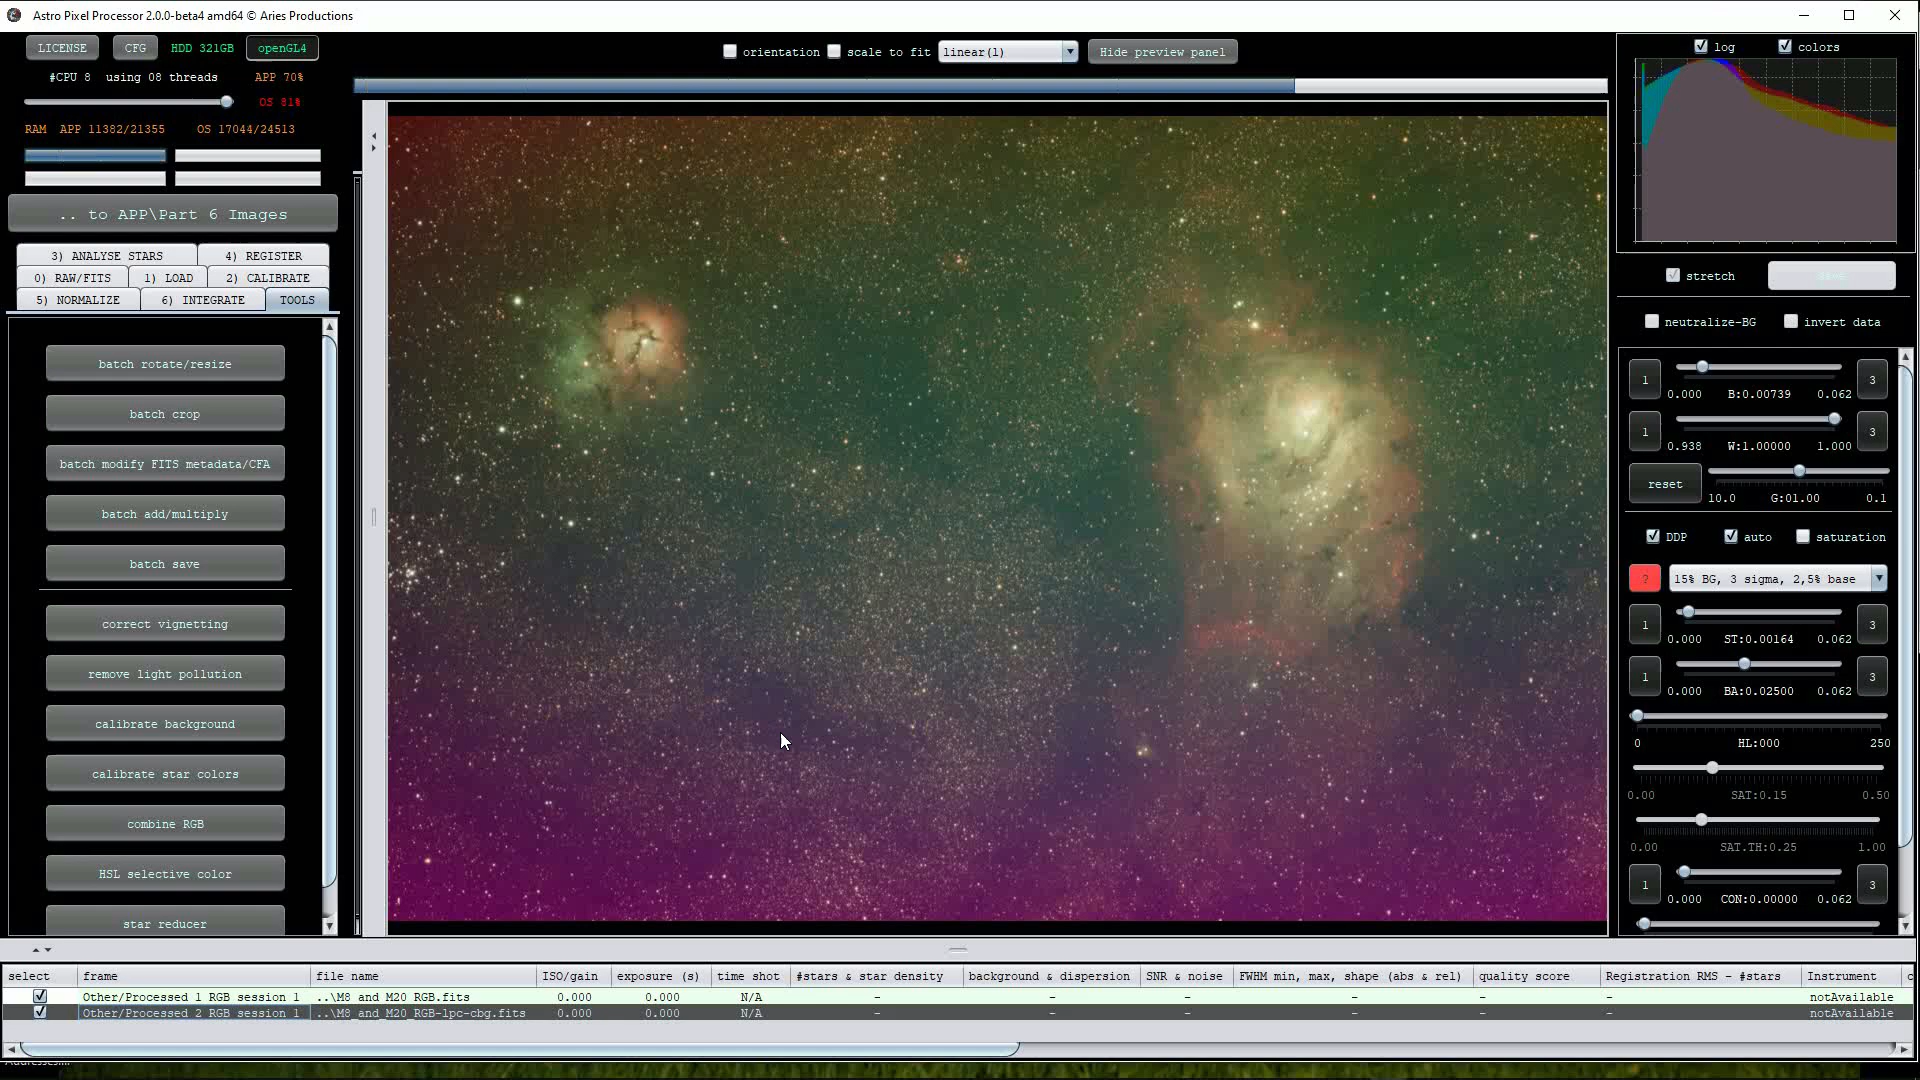 Astro Pixel Processor 2.0.0-beta4 amd64 © Aries Productions
LICENSE CFG HDD 321GB openGL4
#CPU 8 using 08 threads APP 70%
OS 81%
RAM APP 11382/21355 OS 17044/24513
.. to APP\Part 6 Images
3) ANALYSE STARS 4) REGISTER
0) RAW/FITS 1) LOAD 2) CALIBRATE
5) NORMALIZE 6) INTEGRATE TOOLS
batch rotate/resize
batch crop
batch modify FITS metadata/CFA
batch add/multiply
batch save
correct vignetting
remove light pollution
calibrate background
calibrate star colors
combine RGB
HSL selective color
star reducer
orientation scale to fit linear(1) Hide preview panel
log colors
stretch
neutralize-BG invert data
1 3
0.000 B:0.00739 0.062
1 3
0.938 W:1.00000 1.000
reset
10.0 G:01.00 0.1
DDP auto saturation
? 15% BG, 3 sigma, 2,5% base
1 3
0.000 ST:0.00164 0.062
1 3
0.000 BA:0.02500 0.062
0 HL:000 250
0.00 SAT:0.15 0.50
0.00 SAT.TH:0.25 1.00
1 3
0.000 CON:0.00000 0.062
select frame file name ISO/gain exposure (s) time shot #stars & star density background & dispersion SNR & noise FWHM min, max, shape (abs & rel) quality score Registration RMS - #stars Instrument c
Other/Processed 1 RGB session 1 ..\M8 and M20 RGB.fits 0.000 0.000 N/A - - - - - - notAvailable
Other/Processed 2 RGB session 1 ..\M8_and_M20_RGB-lpc-cbg.fits 0.000 0.000 N/A - - - - - - notAvailable